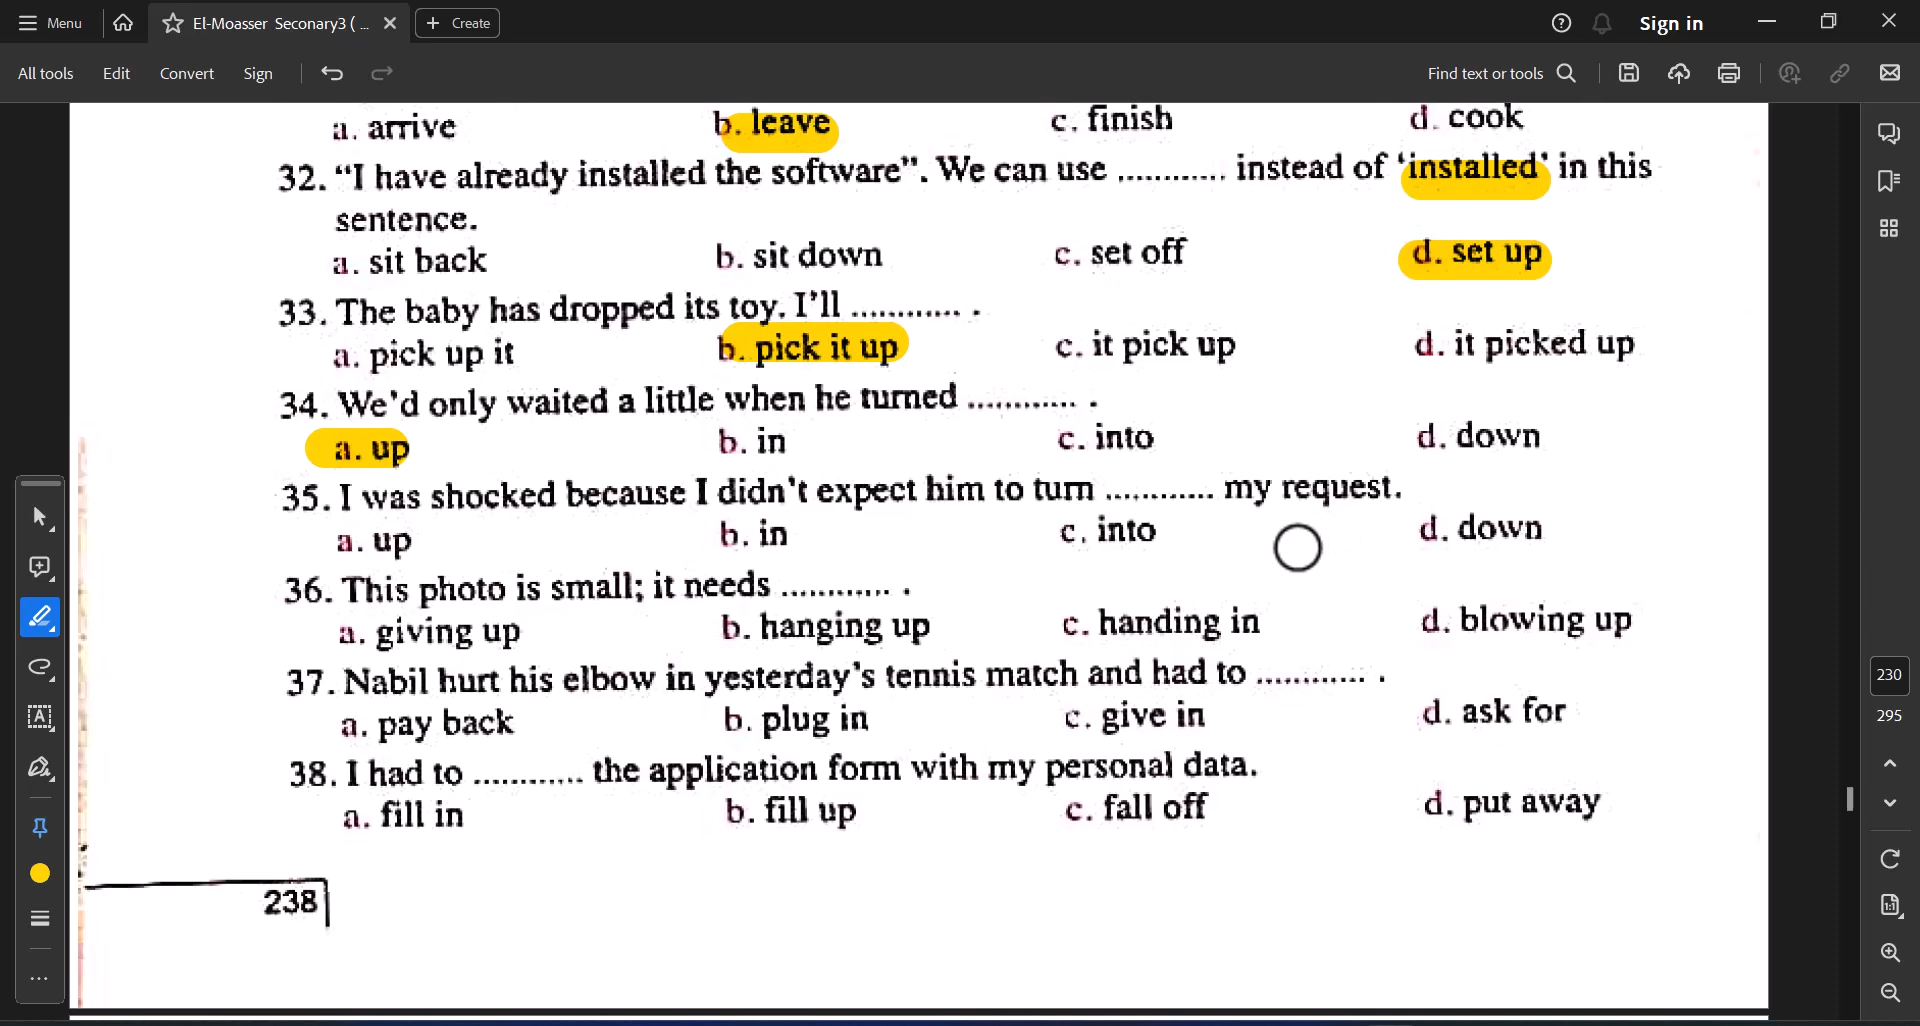 Menu
El-Moasser Seconary3 ( ...
Create
Sign in
All tools
Edit
Convert
Sign
Find text or tools
a. arrive b. leave c. finish d. cook
32. “I have already installed the software”. We can use ............ instead of ‘installed’ in this
sentence.
a. sit back b. sit down c. set off d. set up
33. The baby has dropped its toy. I’ll ............ .
a. pick up it b. pick it up c. it pick up d. it picked up
34. We’d only waited a little when he turned ............ .
a. up b. in c. into d. down
35. I was shocked because I didn't expect him to turn ............ my request.
a. up b. in c. into d. down
36. This photo is small; it needs ............ .
a. giving up b. hanging up c. handing in d. blowing up
37. Nabil hurt his elbow in yesterday’s tennis match and had to ............ .
a. pay back b. plug in c. give in d. ask for
38. I had to ............ the application form with my personal data.
a. fill in b. fill up c. fall off d. put away
238
230
295